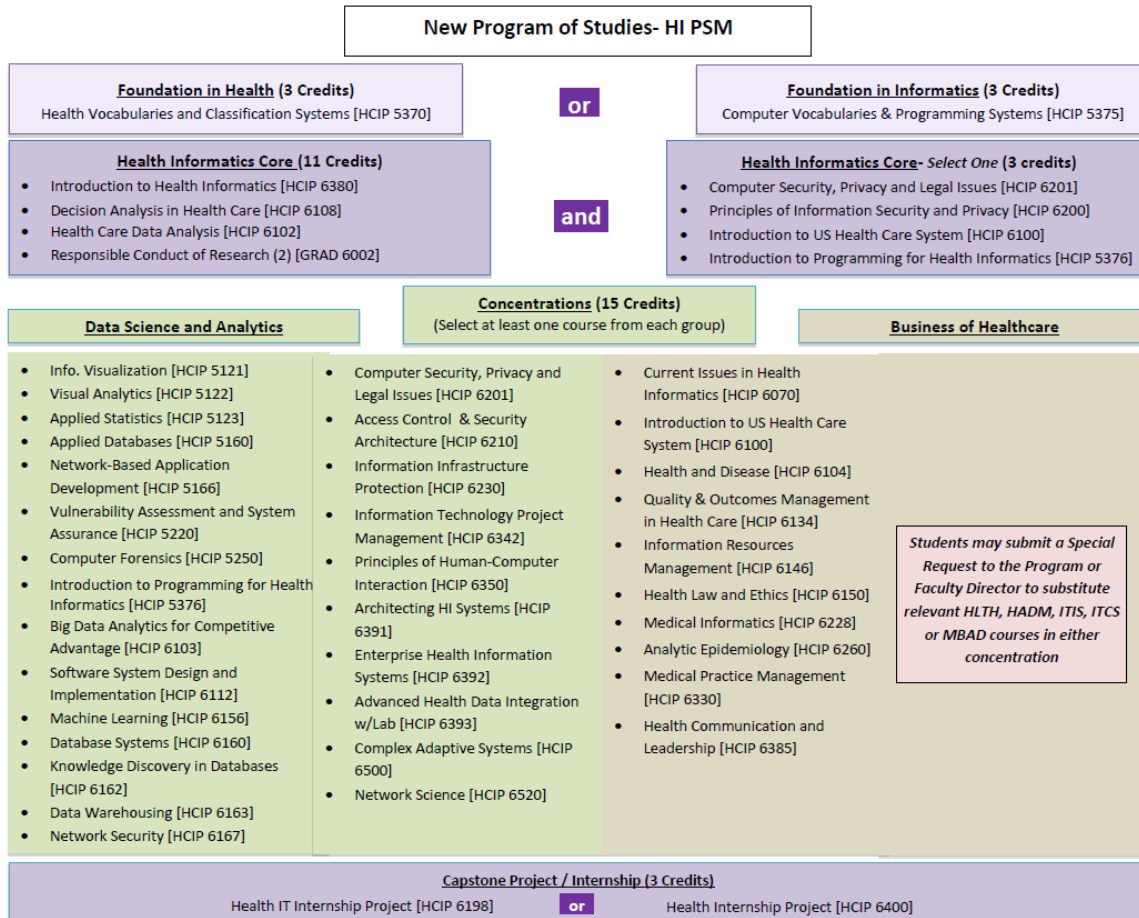 New Program of Studies- HI PSM
Foundation in Health (3 Credits)
Health Vocabularies and Classification Systems [HCIP 5370]
or
Foundation in Informatics (3 Credits)
Computer Vocabularies & Programming Systems [HCIP 5375]
Health Informatics Core (11 Credits)
• Introduction to Health Informatics [HCIP 6380]
• Decision Analysis in Health Care [HCIP 6108]
• Health Care Data Analysis [HCIP 6102]
• Responsible Conduct of Research (2) [GRAD 6002]
and
Health Informatics Core- Select One (3 credits)
• Computer Security, Privacy and Legal Issues [HCIP 6201]
• Principles of Information Security and Privacy [HCIP 6200]
• Introduction to US Health Care System [HCIP 6100]
• Introduction to Programming for Health Informatics [HCIP 5376]
Concentrations (15 Credits)
(Select at least one course from each group)
Data Science and Analytics
Business of Healthcare
• Info. Visualization [HCIP 5121]
• Visual Analytics [HCIP 5122]
• Applied Statistics [HCIP 5123]
• Applied Databases [HCIP 5160]
• Network-Based Application
Development [HCIP 5166]
• Vulnerability Assessment and System
Assurance [HCIP 5220]
• Computer Forensics [HCIP 5250]
• Introduction to Programming for Health
Informatics [HCIP 5376]
• Big Data Analytics for Competitive
Advantage [HCIP 6103]
• Software System Design and
Implementation [HCIP 6112]
• Machine Learning [HCIP 6156]
• Database Systems [HCIP 6160]
• Knowledge Discovery in Databases
[HCIP 6162]
• Data Warehousing [HCIP 6163]
• Network Security [HCIP 6167]
• Computer Security, Privacy and
Legal Issues [HCIP 6201]
• Access Control & Security
Architecture [HCIP 6210]
• Information Infrastructure
Protection [HCIP 6230]
• Information Technology Project
Management [HCIP 6342]
• Principles of Human-Computer
Interaction [HCIP 6350]
• Architecting HI Systems [HCIP
6391]
• Enterprise Health Information
Systems [HCIP 6392]
• Advanced Health Data Integration
w/Lab [HCIP 6393]
• Complex Adaptive Systems [HCIP
6500]
• Network Science [HCIP 6520]
• Current Issues in Health
Informatics [HCIP 6070]
• Introduction to US Health Care
System [HCIP 6100]
• Health and Disease [HCIP 6104]
• Quality & Outcomes Management
in Health Care [HCIP 6134]
• Information Resources
Management [HCIP 6146]
• Health Law and Ethics [HCIP 6150]
• Medical Informatics [HCIP 6228]
• Analytic Epidemiology [HCIP 6260]
• Medical Practice Management
[HCIP 6330]
• Health Communication and
Leadership [HCIP 6385]
Students may submit a Special
Request to the Program or
Faculty Director to substitute
relevant HLTH, HADM, ITIS, ITCS
or MBAD courses in either
concentration
Capstone Project / Internship (3 Credits)
Health IT Internship Project [HCIP 6198] or Health Internship Project [HCIP 6400]